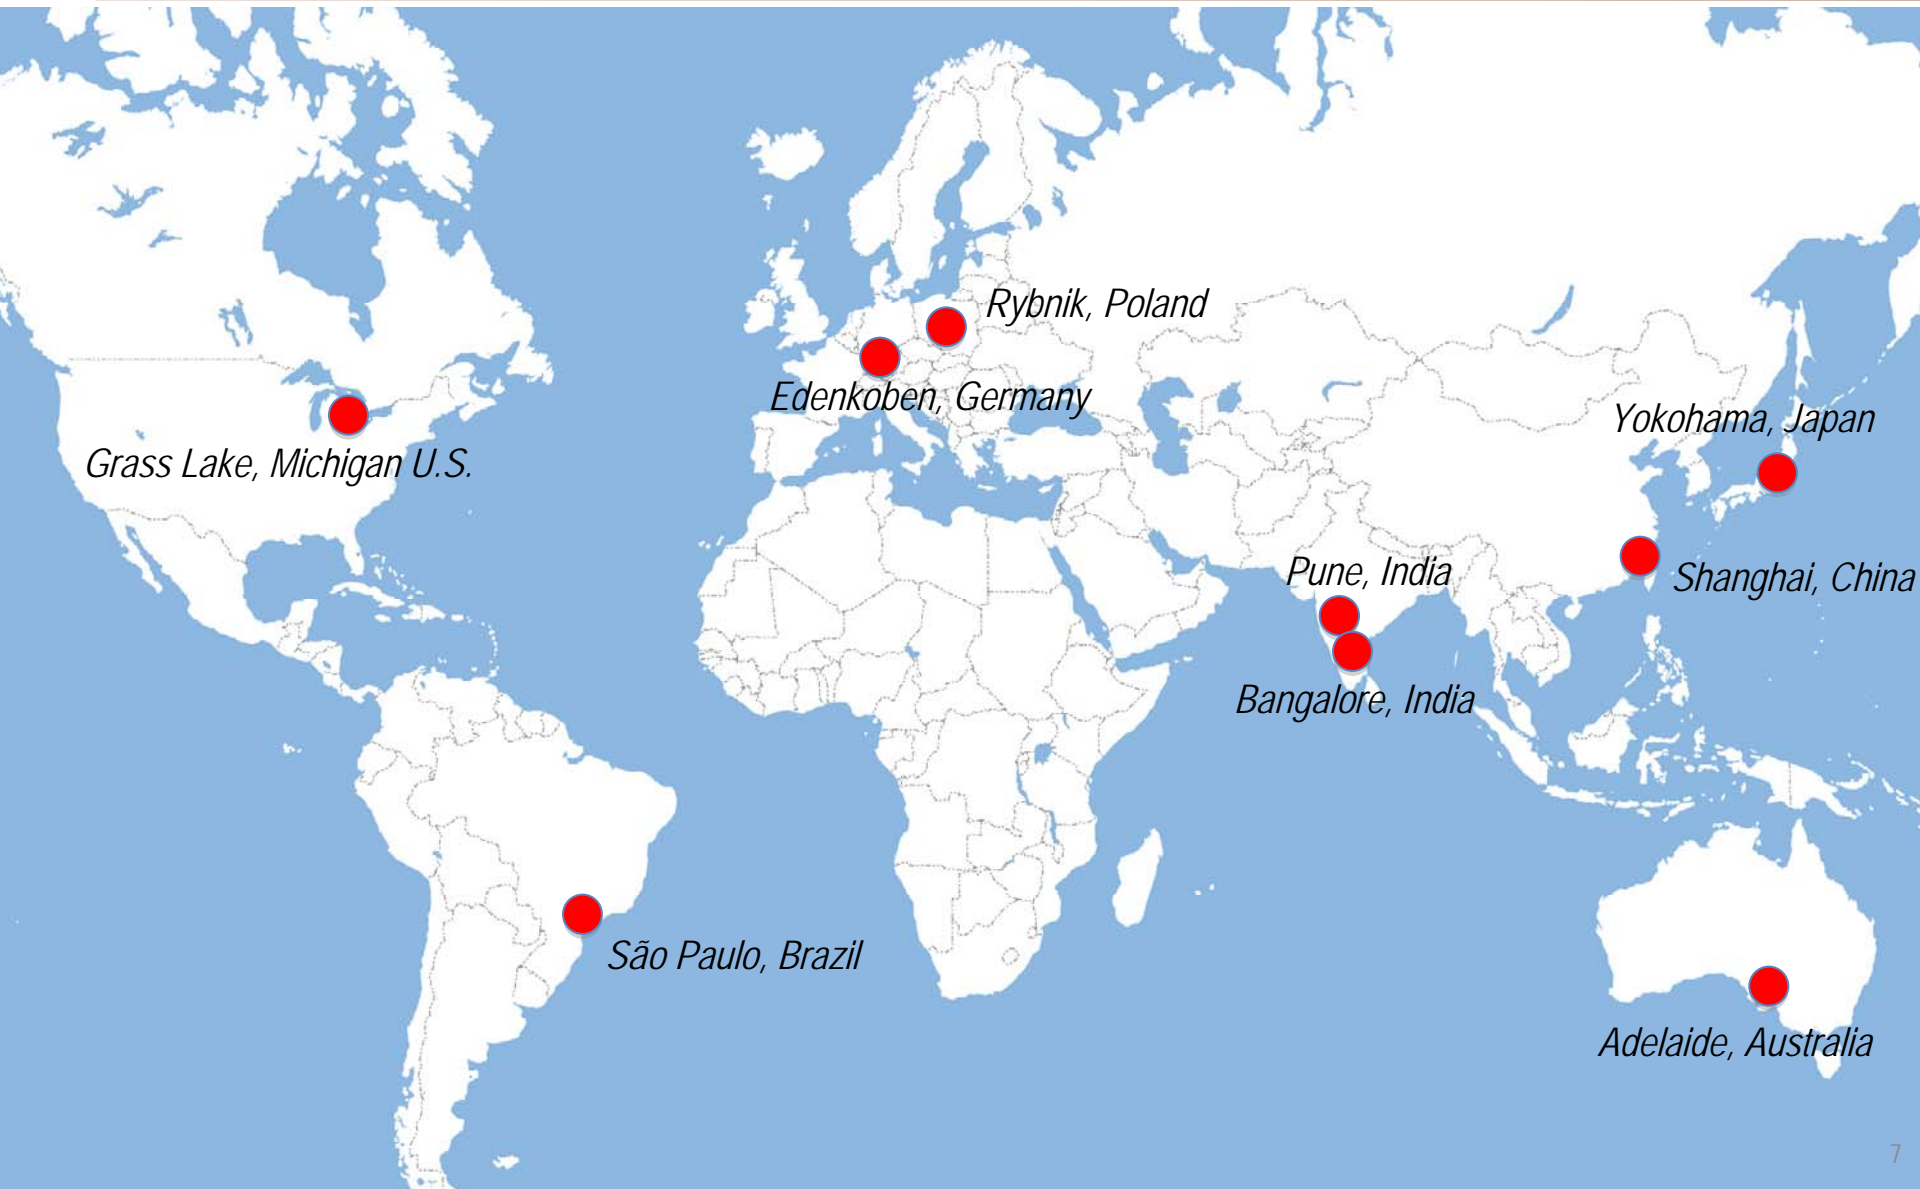 Rybnik, Poland
Edenkoben, Germany
Yokohama, Japan
Grass Lake, Michigan U.S.
Pune, India
Shanghai, China
Bangalore, India
São Paulo, Brazil
Adelaide, Australia
7